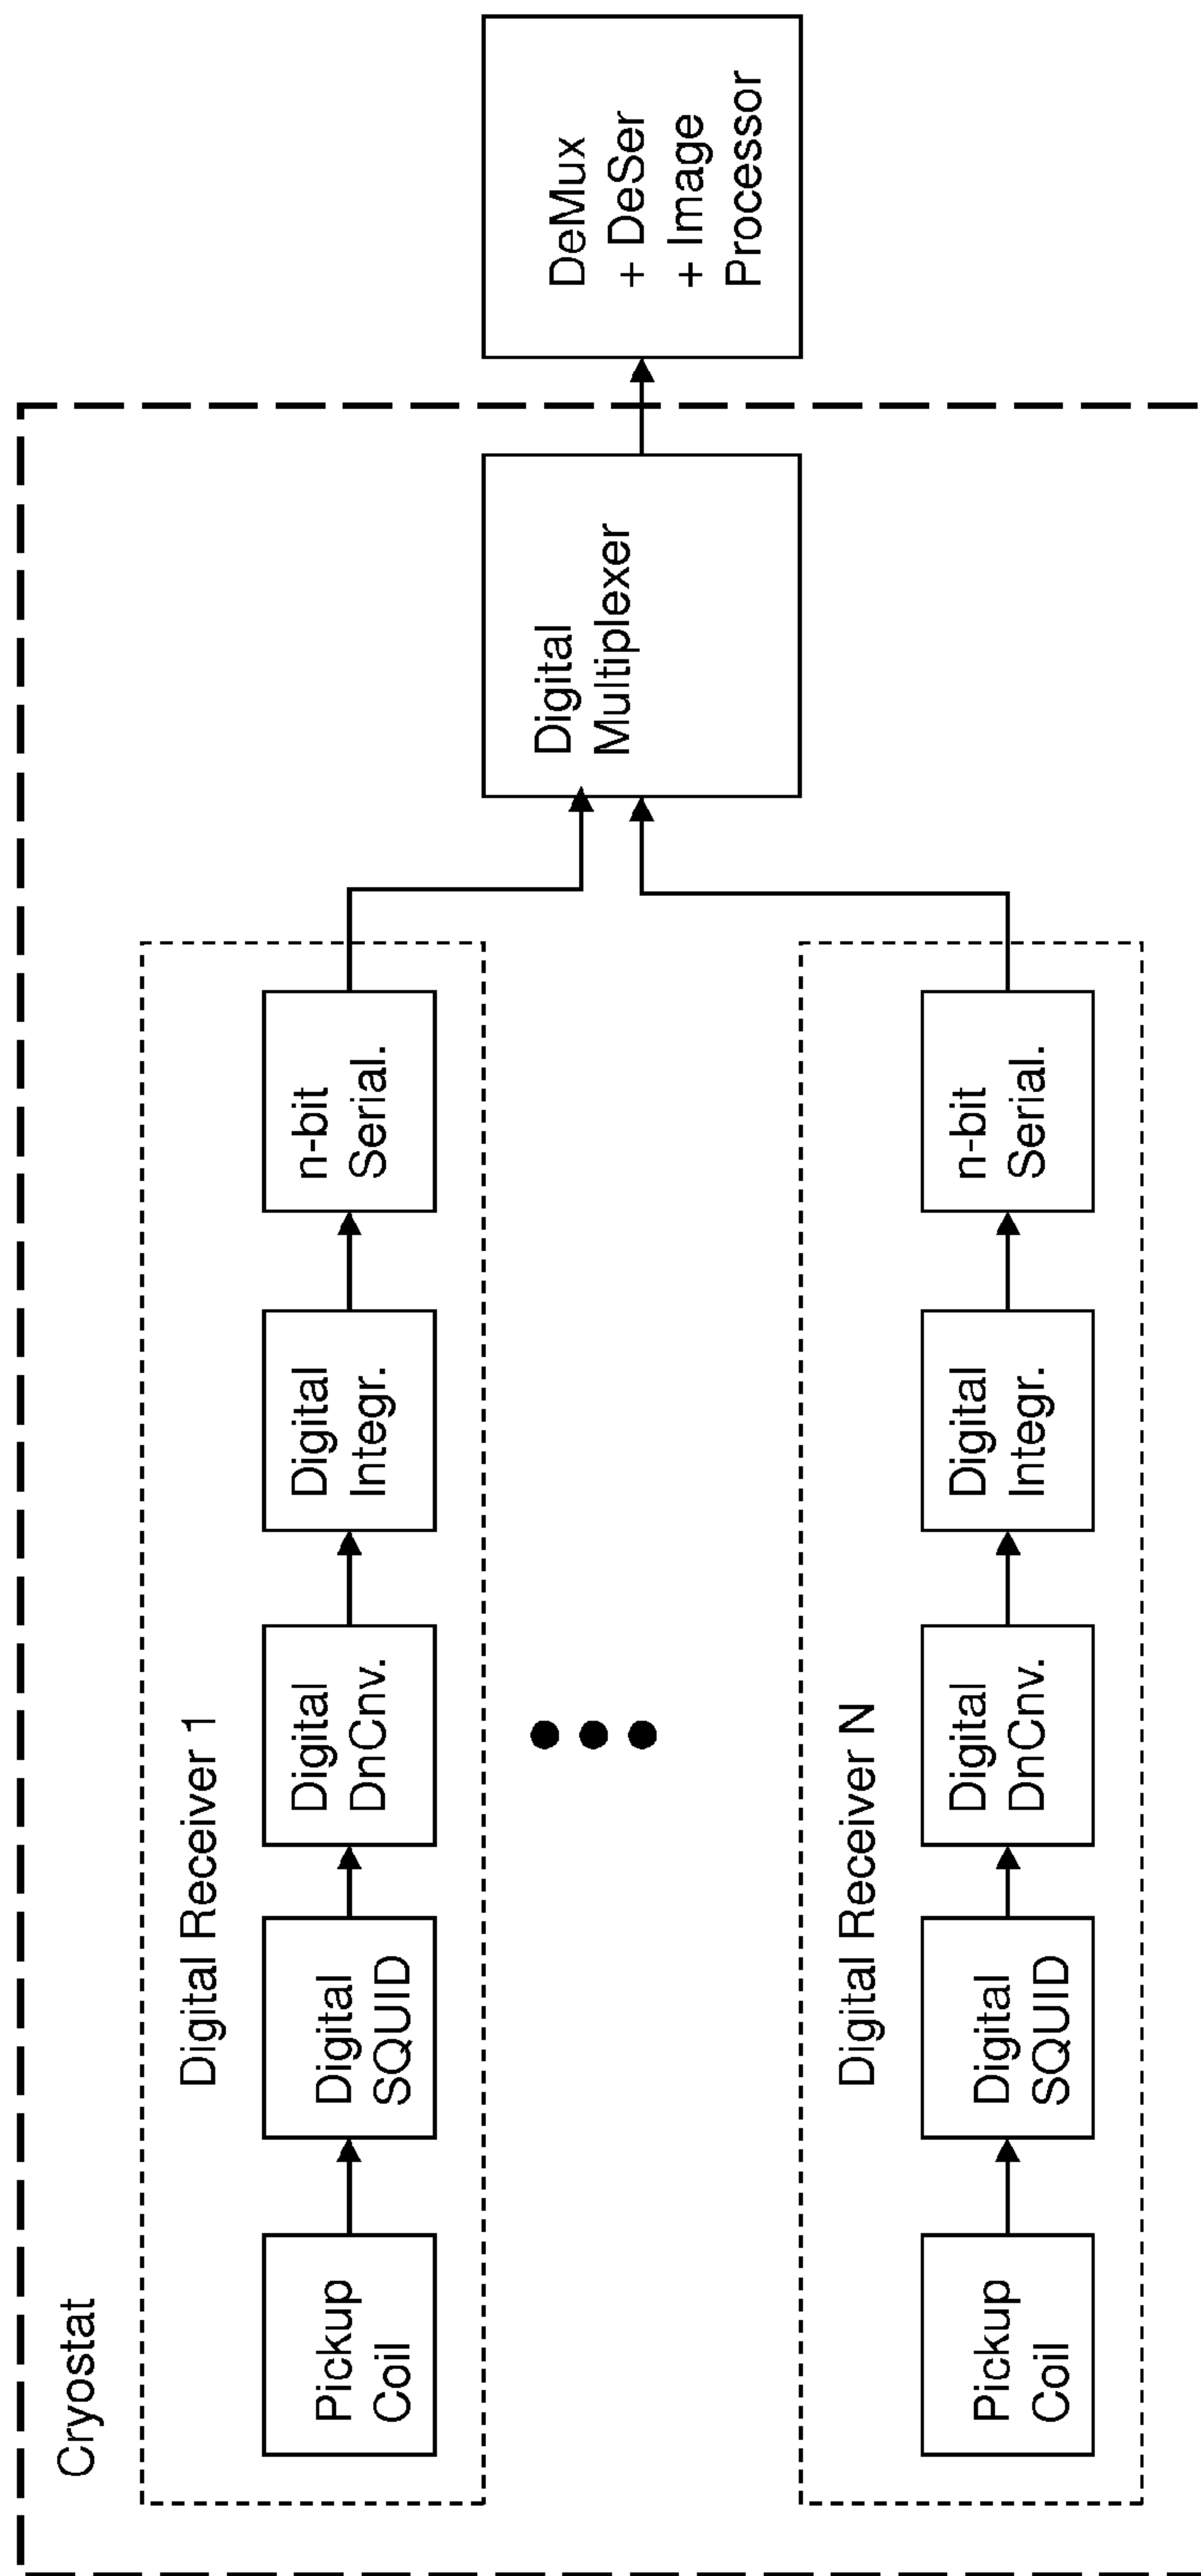 Cryostat
Digital Receiver 1
Pickup
Coil
Digital
SQUID
Digital
DnCnv.
Digital
Integr.
n-bit
Serial.
Digital
Multiplexer
DeMux
+ DeSer
+ Image
Processor
Digital Receiver N
Pickup
Coil
Digital
SQUID
Digital
DnCnv.
Digital
Integr.
n-bit
Serial.